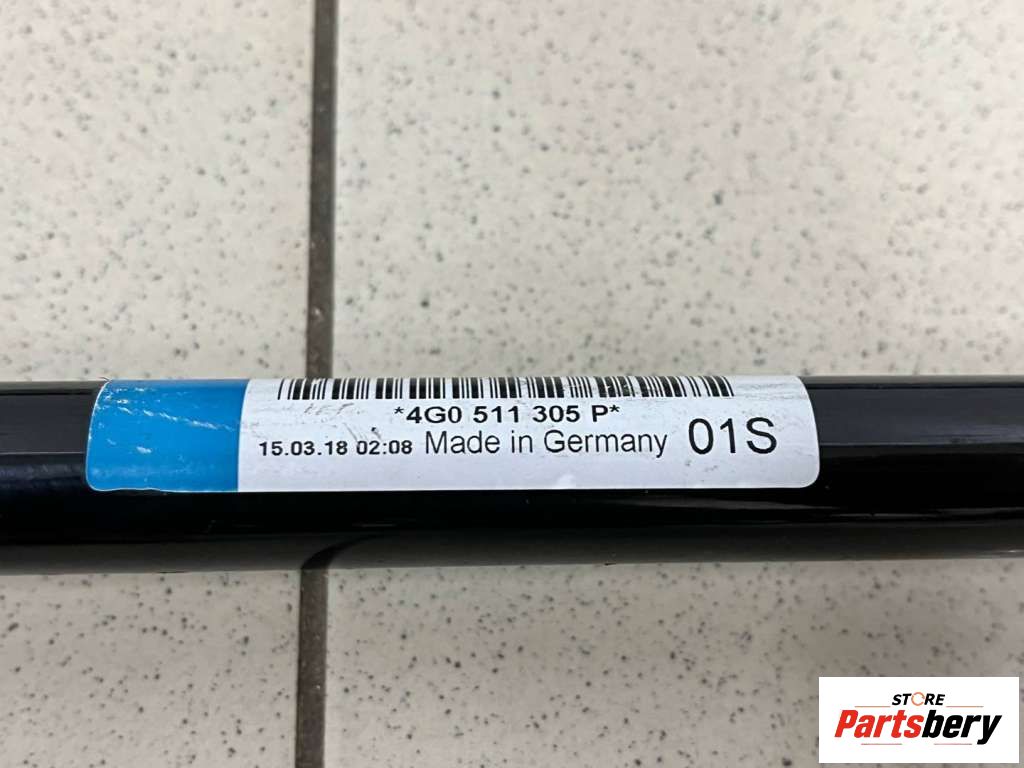 *4G0 511 305 P*
15.03.18 02:08 Made in Germany 01S
STORE
Partsbery